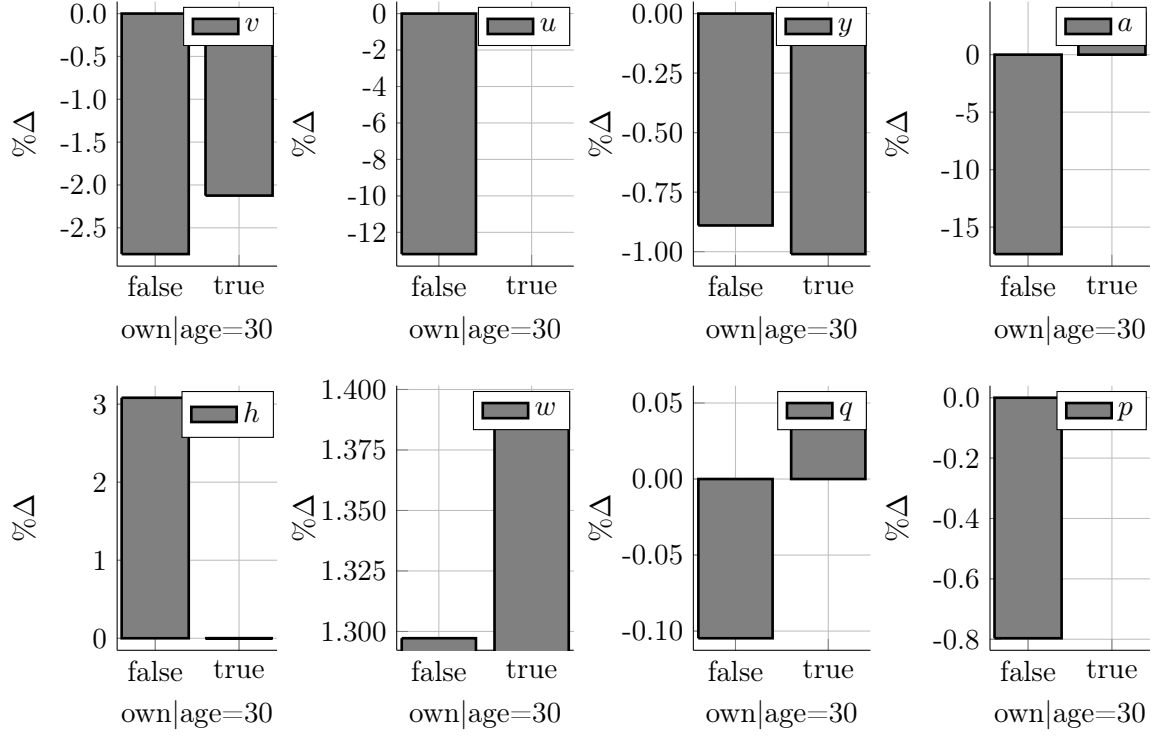 0.0
-0.5
-1.0
-1.5
-2.0
-2.5
%Δ
v
false true
own|age=30
0
-2
-4
-6
-8
-10
-12
%Δ
u
false true
own|age=30
0.00
-0.25
-0.50
-0.75
-1.00
%Δ
y
false true
own|age=30
0
-5
-10
-15
%Δ
a
false true
own|age=30
3
2
1
0
%Δ
h
false true
own|age=30
1.400
1.375
1.350
1.325
1.300
%Δ
w
false true
own|age=30
0.05
0.00
-0.05
-0.10
%Δ
q
false true
own|age=30
0.0
-0.2
-0.4
-0.6
-0.8
%Δ
p
false true
own|age=30